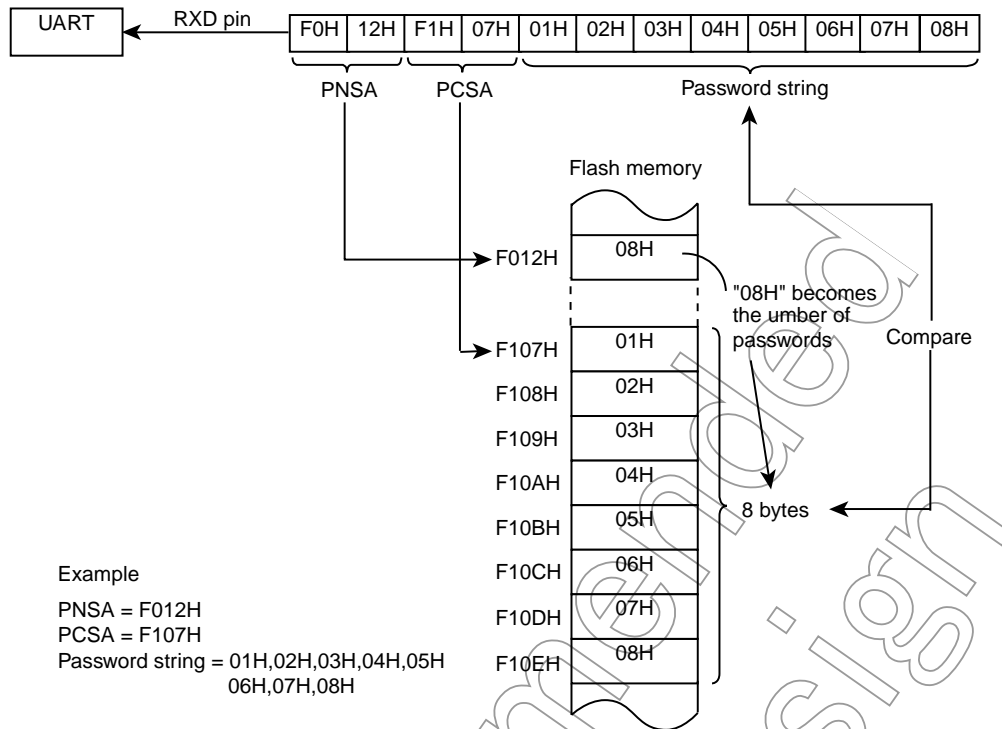 UART
RXD pin
F0H 12H F1H 07H 01H 02H 03H 04H 05H 06H 07H 08H
PNSA PCSA Password string
Flash memory
F012H 08H
"08H" becomes
the umber of
passwords
Compare
F107H 01H
F108H 02H
F109H 03H
F10AH 04H
F10BH 05H
8 bytes
F10CH 06H
F10DH 07H
F10EH 08H
Example
PNSA = F012H
PCSA = F107H
Password string = 01H,02H,03H,04H,05H
06H,07H,08H
mended
sign